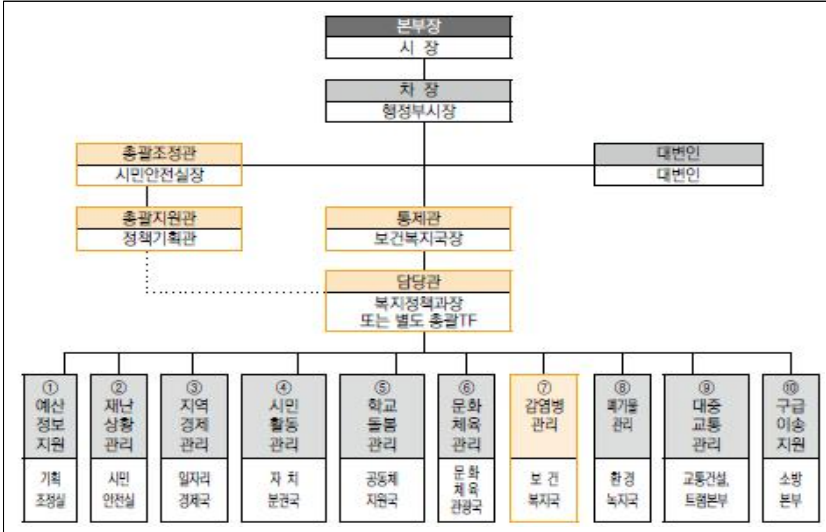 본부장
시 장
차 장
행정부시장
총괄조정관
시민안전실장
대변인
대변인
총괄지원관
정책기획관
통제관
보건복지국장
담당관
복지정책과장
또는 별도 총괄TF
①
예산
정보
지원
기획
조정실
②
재난
상황
관리
시민
안전실
③
지역
경제
관리
일자리
경제국
④
시민
활동
관리
자 치
분권국
⑤
학교
돌봄
관리
공동체
지원국
⑥
문화
체육
관리
문 화
체 육
관광국
⑦
감염병
관리
보 건
복지국
⑧
폐기물
관리
환 경
녹지국
⑨
대중
교통
관리
교통건설,
트램본부
⑩
구급
이송
지원
소방
본부